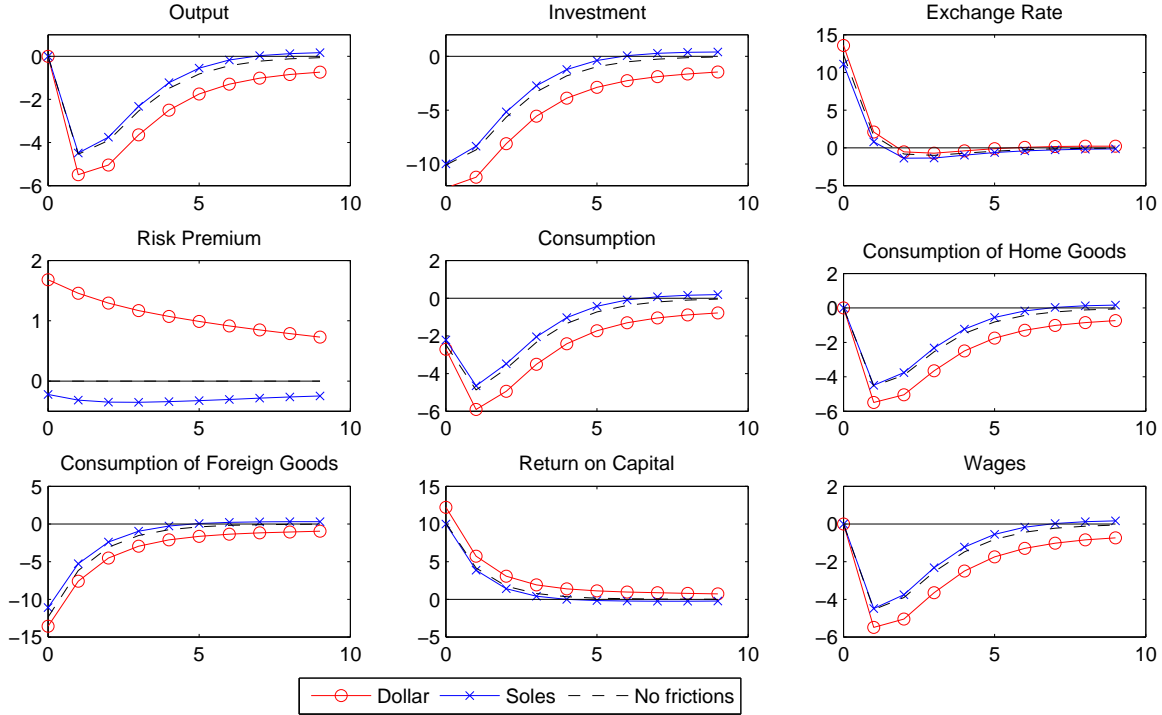 Output
0
−2
−4
−6
0 5 10
Investment
0
−5
−10
0 5 10
Exchange Rate
15
10
5
0
−5
0 5 10
Risk Premium
2
1
0
0 5 10
Consumption
2
0
−2
−4
−6
0 5 10
Consumption of Home Goods
2
0
−2
−4
−6
0 5 10
Consumption of Foreign Goods
5
0
−5
−10
−15
0 5 10
Return on Capital
15
10
5
0
−5
0 5 10
Wages
2
0
−2
−4
−6
0 5 10
Dollar Soles No frictions